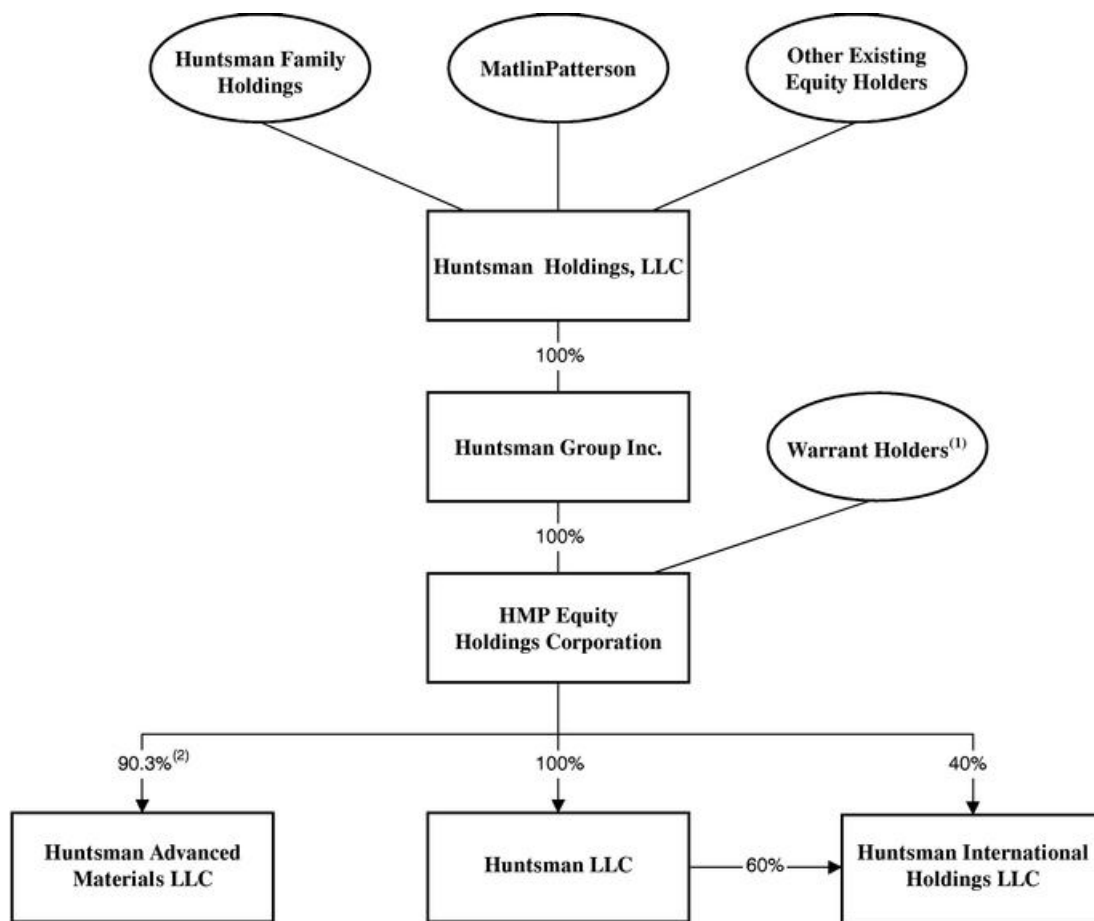 Huntsman Family
Holdings
MatlinPatterson
Other Existing
Equity Holders
Huntsman Holdings, LLC
100%
Huntsman Group Inc.
Warrant Holders(1)
100%
HMP Equity
Holdings Corporation
90.3%(2)
100%
40%
Huntsman Advanced
Materials LLC
Huntsman LLC
60%
Huntsman International
Holdings LLC